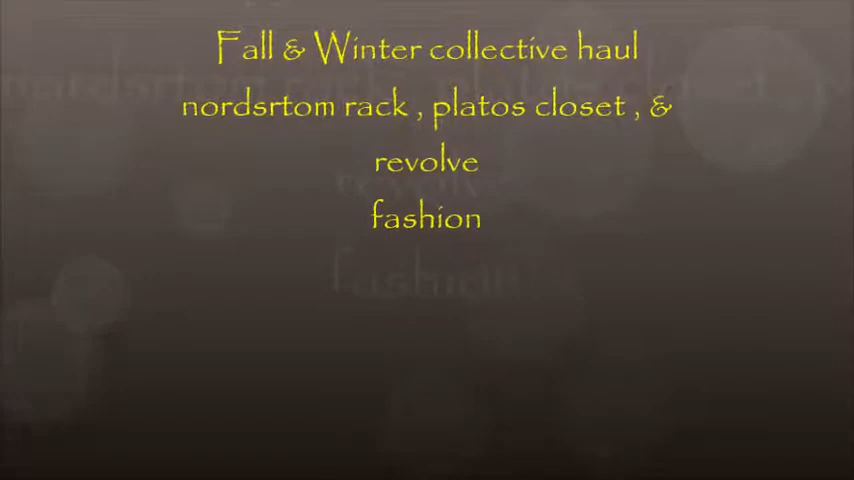 Fall & Winter collective haul
nordsrtom rack , platos closet , &
revolve
fashion